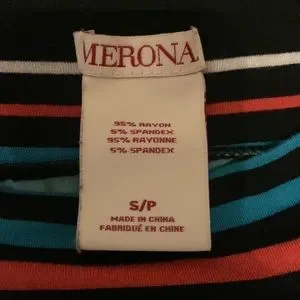 MERONA
95% RAYON
5% SPANDEX
95% RAYONNE
5% SPANDEX
S/P
MADE IN CHINA
FABRIQUÉ EN CHINE